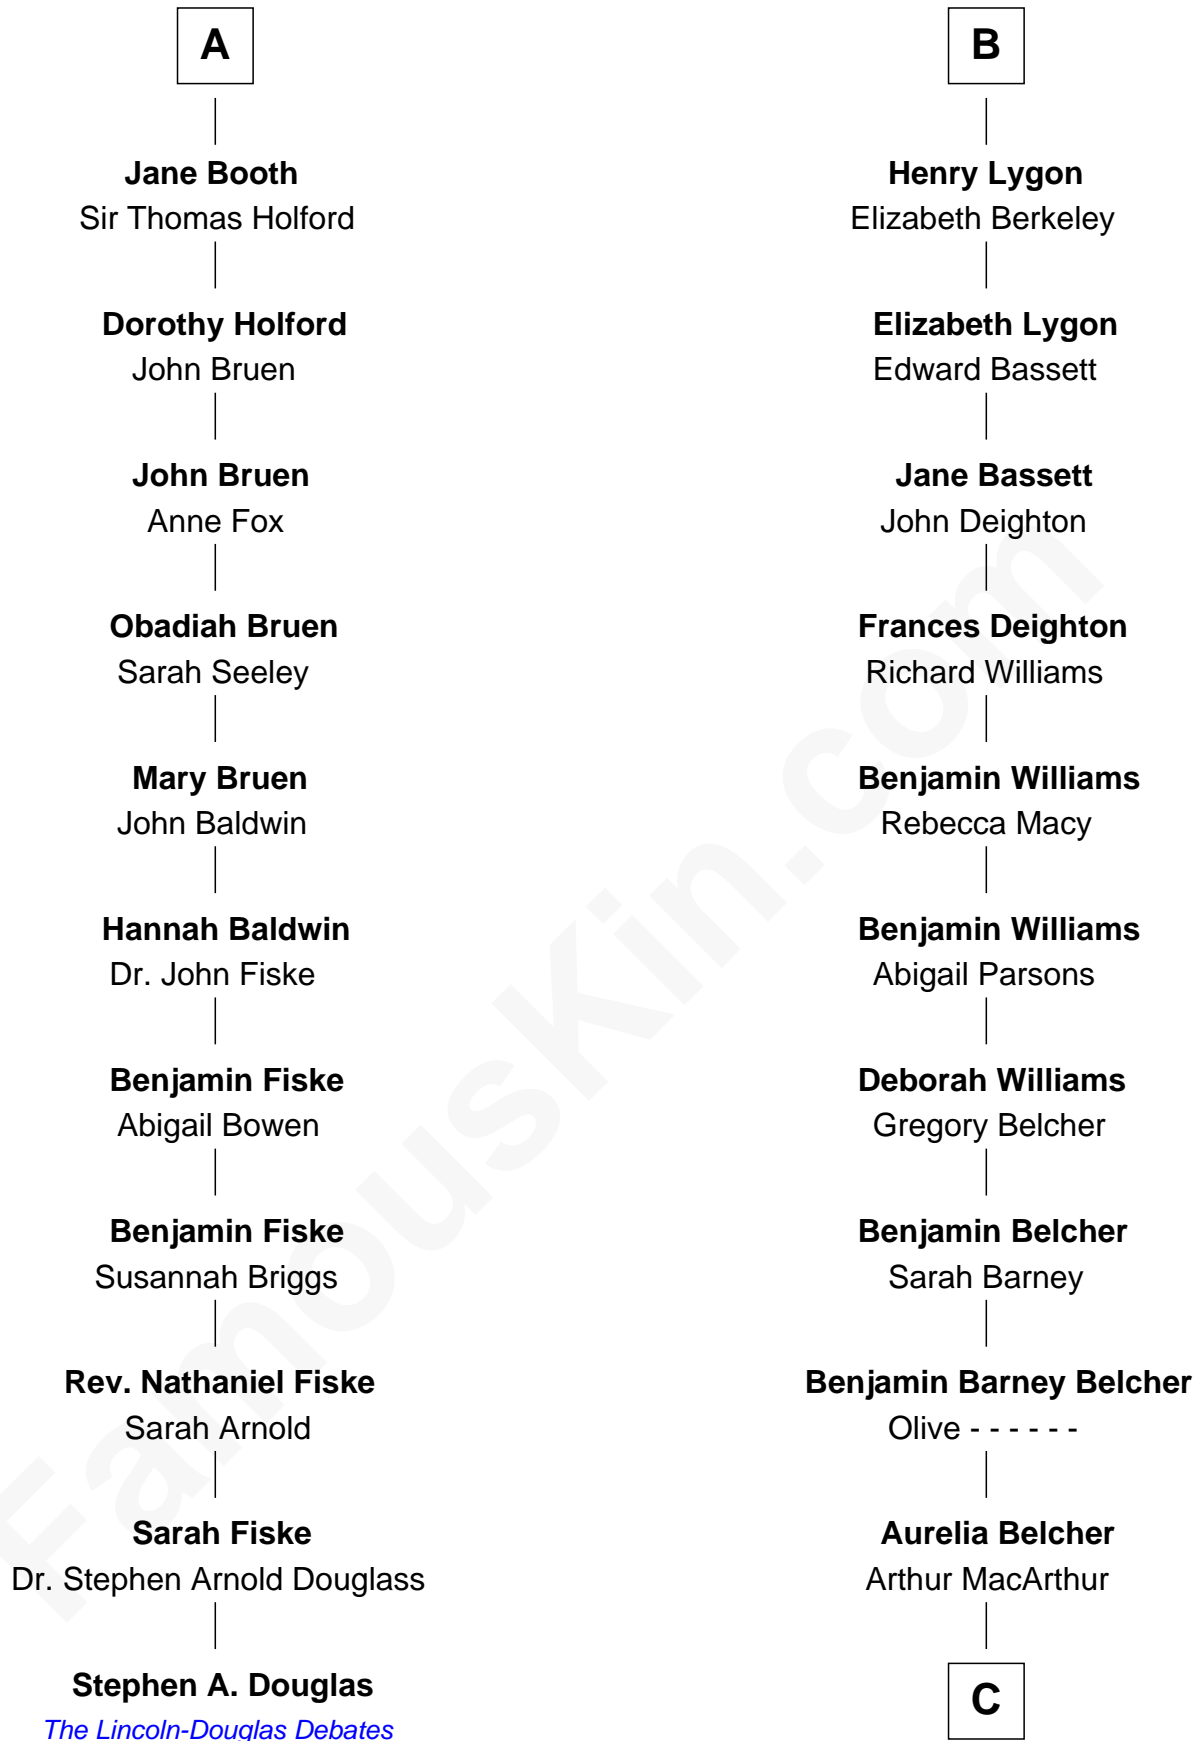 A
Jane Booth
Sir Thomas Holford
Dorothy Holford
John Bruen
John Bruen
Anne Fox
Obadiah Bruen
Sarah Seeley
Mary Bruen
John Baldwin
Hannah Baldwin
Dr. John Fiske
Benjamin Fiske
Abigail Bowen
Benjamin Fiske
Susannah Briggs
Rev. Nathaniel Fiske
Sarah Arnold
Sarah Fiske
Dr. Stephen Arnold Douglass
Stephen A. Douglas
The Lincoln-Douglas Debates
B
Henry Lygon
Elizabeth Berkeley
Elizabeth Lygon
Edward Bassett
Jane Bassett
John Deighton
Frances Deighton
Richard Williams
Benjamin Williams
Rebecca Macy
Benjamin Williams
Abigail Parsons
Deborah Williams
Gregory Belcher
Benjamin Belcher
Sarah Barney
Benjamin Barney Belcher
Olive - - - - - -
Aurelia Belcher
Arthur MacArthur
C
FamousKin.com